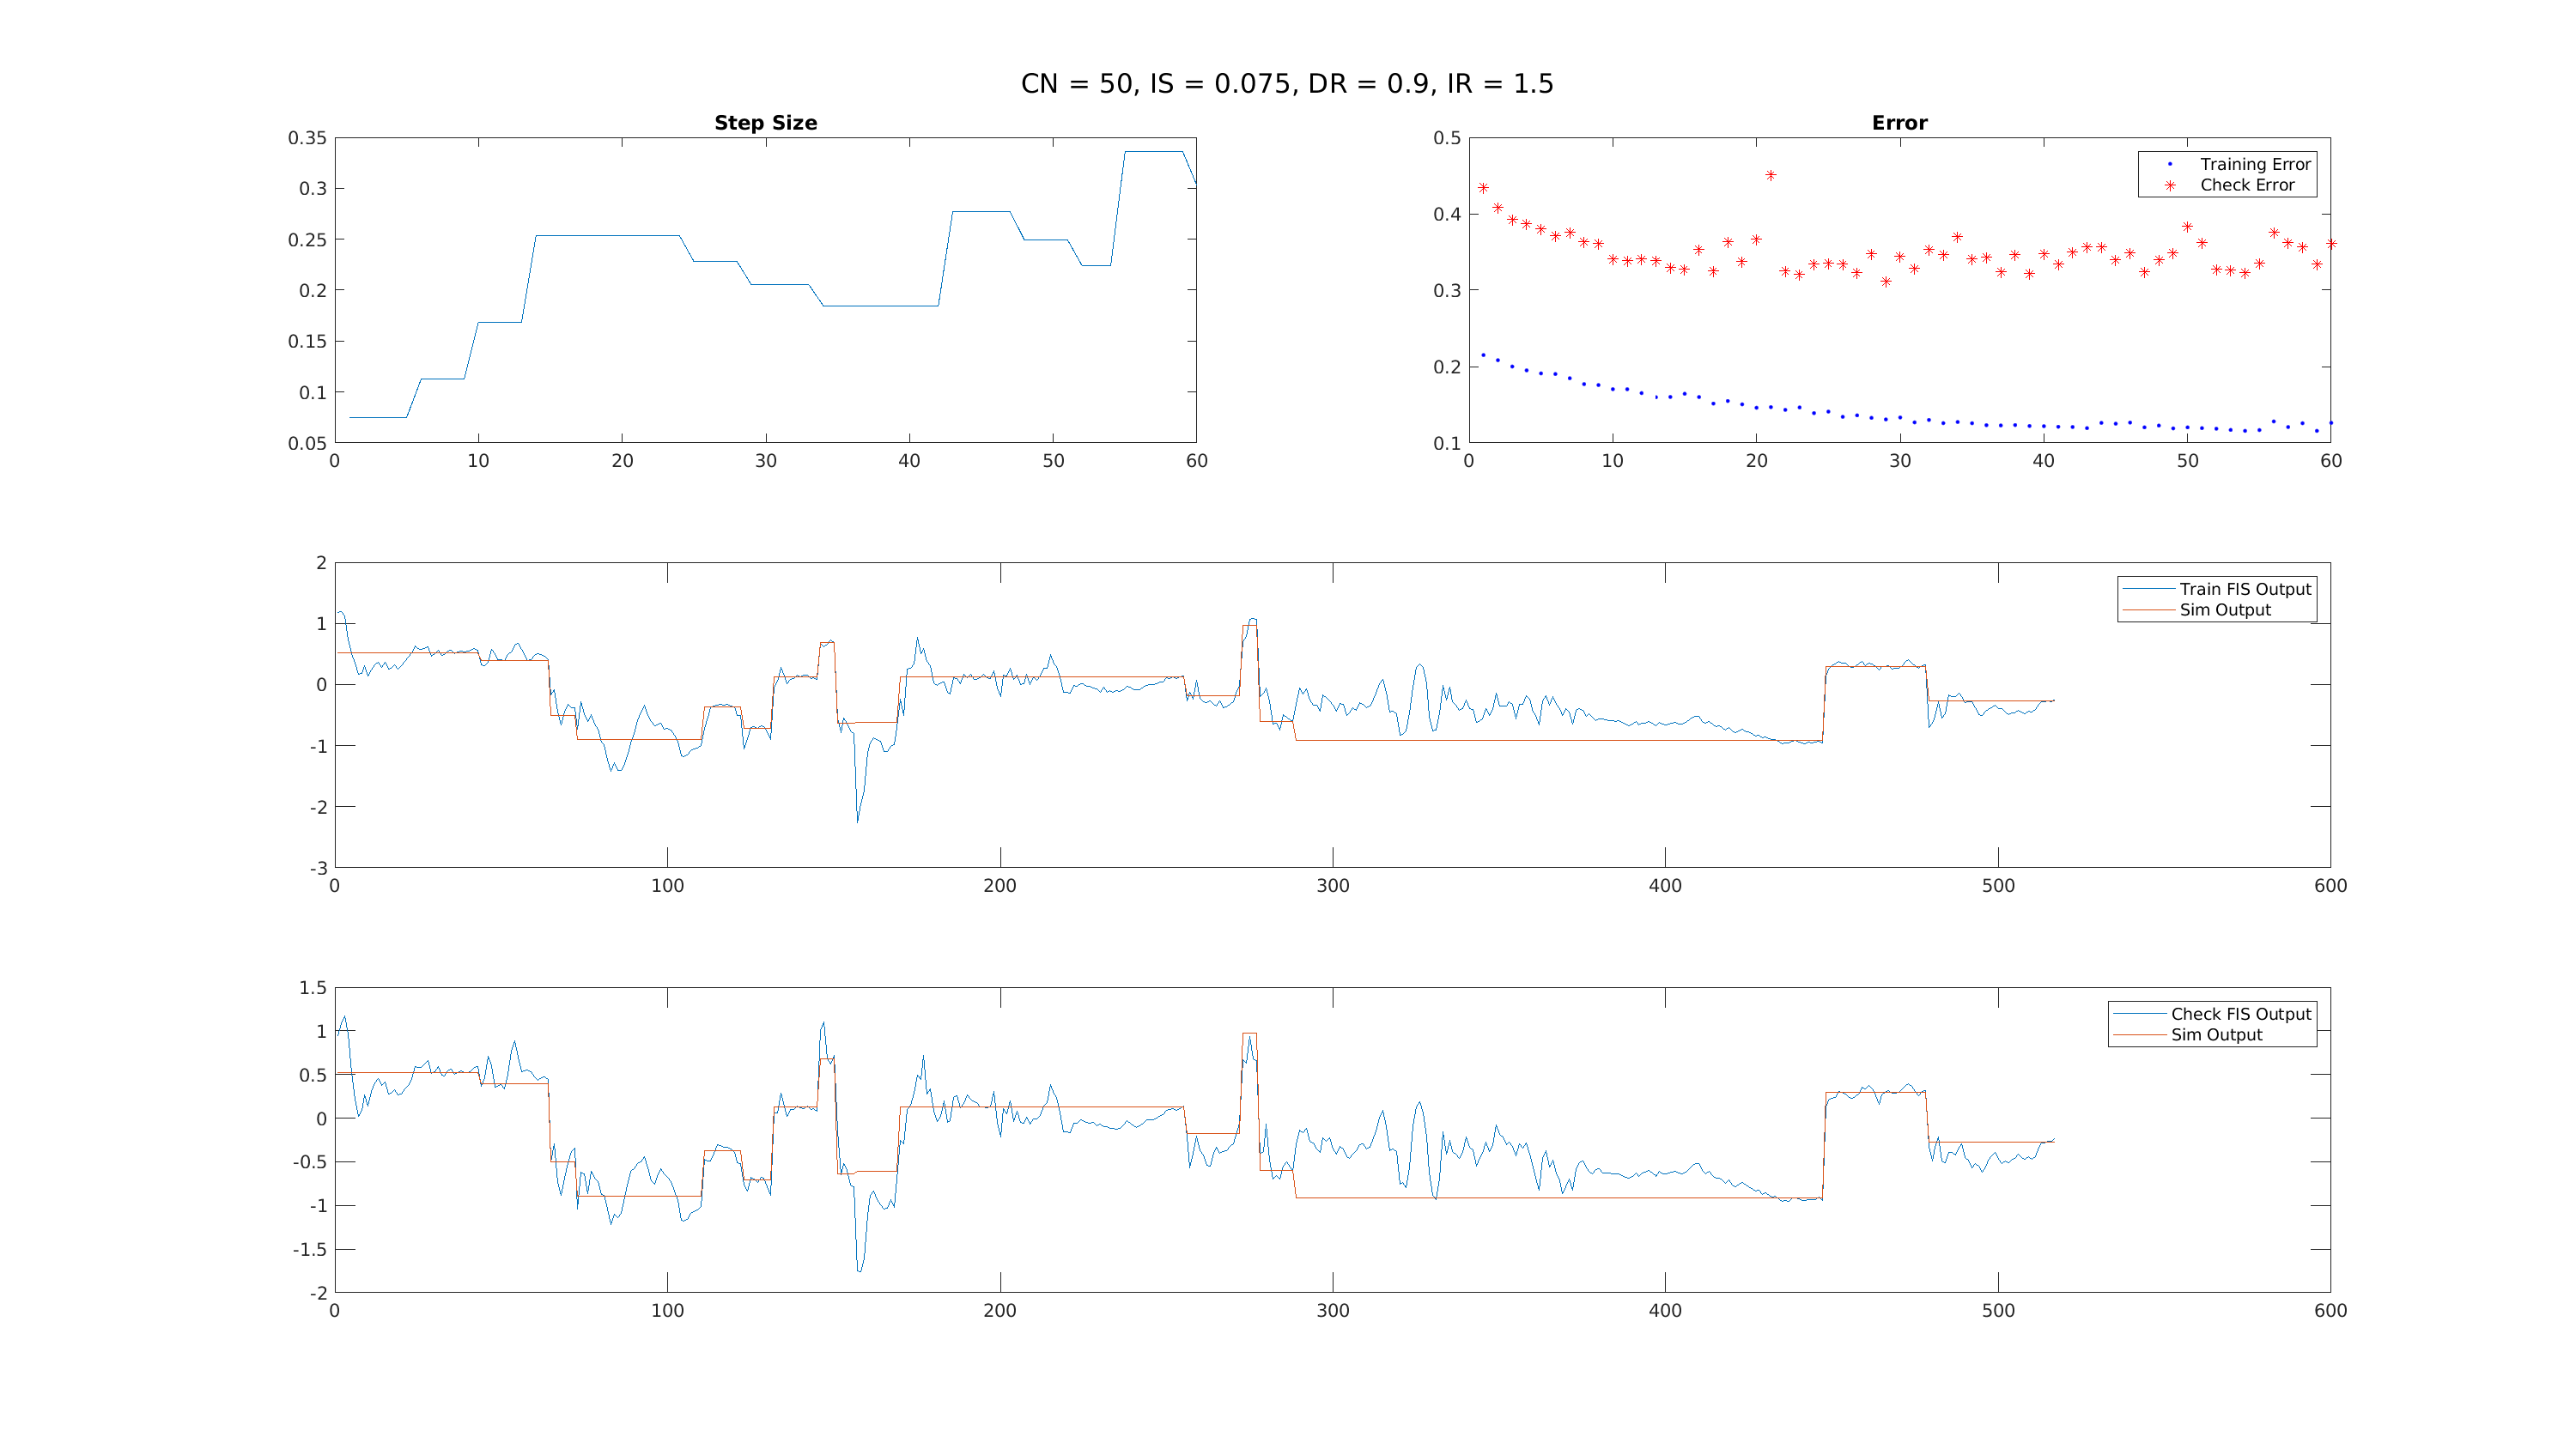 CN = 50, IS = 0.075, DR = 0.9, IR = 1.5
Step Size
0.35
0.3
0.25
0.2
0.15
0.1
0.05
0 10 20 30 40 50 60
Error
0.5
0.4
0.3
0.2
0.1
0 10 20 30 40 50 60
Training Error
Check Error
2
1
0
-1
-2
-3
0 100 200 300 400 500 600
Train FIS Output
Sim Output
1.5
1
0.5
0
-0.5
-1
-1.5
-2
0 100 200 300 400 500 600
Check FIS Output
Sim Output